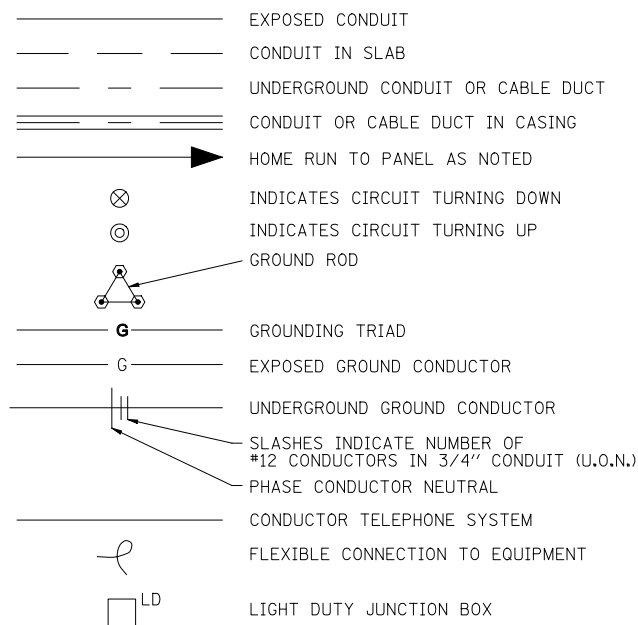 EXPOSED CONDUIT
CONDUIT IN SLAB
UNDERGROUND CONDUIT OR CABLE DUCT
CONDUIT OR CABLE DUCT IN CASING
HOME RUN TO PANEL AS NOTED
INDICATES CIRCUIT TURNING DOWN
INDICATES CIRCUIT TURNING UP
GROUND ROD
G GROUNDING TRIAD
G EXPOSED GROUND CONDUCTOR
UNDERGROUND GROUND CONDUCTOR
SLASHES INDICATE NUMBER OF
#12 CONDUCTORS IN 3/4" CONDUIT (U.O.N.)
PHASE CONDUCTOR NEUTRAL
CONDUCTOR TELEPHONE SYSTEM
FLEXIBLE CONNECTION TO EQUIPMENT
LD LIGHT DUTY JUNCTION BOX